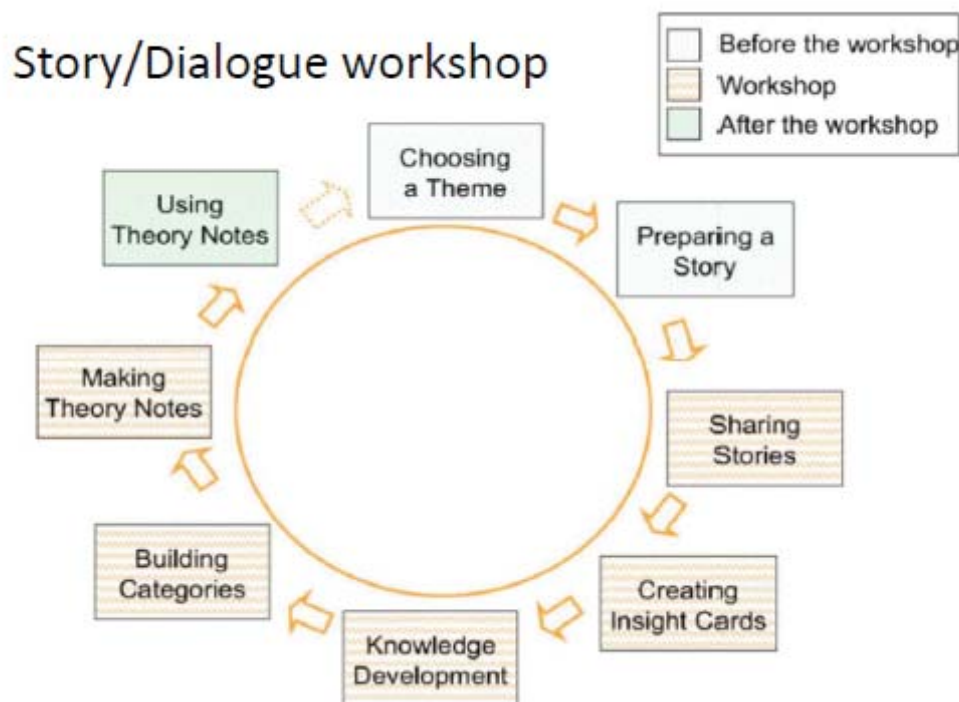 Story/Dialogue workshop
Before the workshop
Workshop
After the workshop
Choosing
a Theme
Preparing a
Story
Sharing
Stories
Creating
Insight Cards
Knowledge
Development
Building
Categories
Making
Theory Notes
Using
Theory Notes